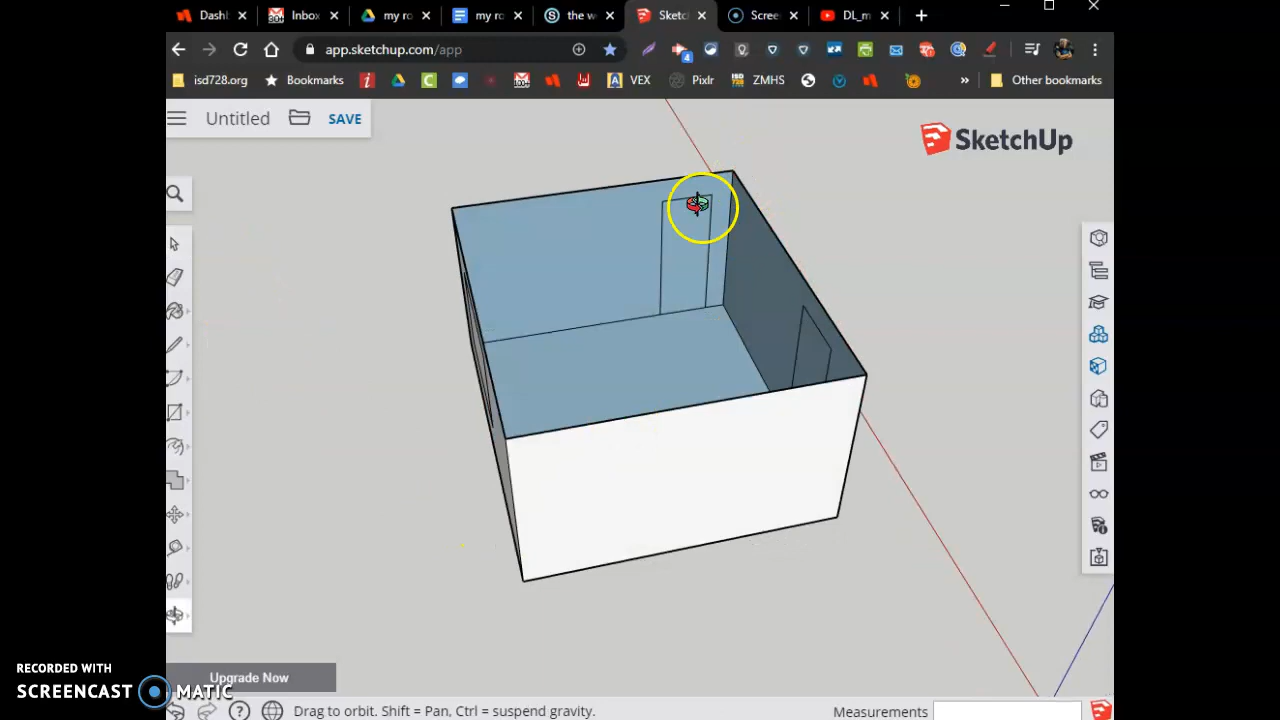 Dashl
Inbox
my ro
my ro
the w
Sketc
Scree
DL_m
app.sketchup.com/app
4
isd728.org
Bookmarks
VEX
Pixlr
ZMHS
»
Other bookmarks
Untitled
SAVE
SketchUp
RECORDED WITH
SCREENCAST MATIC
Upgrade Now
Drag to orbit. Shift = Pan, Ctrl = suspend gravity.
Measurements